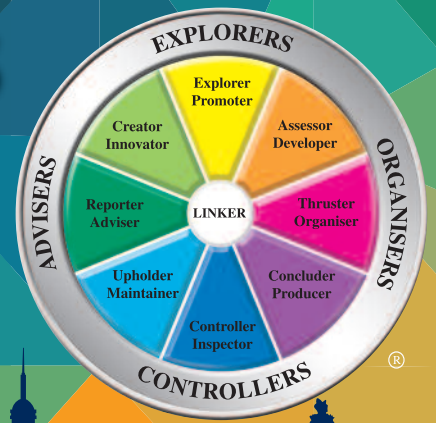 EXPLORERS
Explorer
Promoter
Creator
Innovator
Assessor
Developer
ADVISERS
ORGANISERS
Reporter
Adviser
LINKER
Thruster
Organiser
Upholder
Maintainer
Concluder
Producer
Controller
Inspector
CONTROLLERS
®